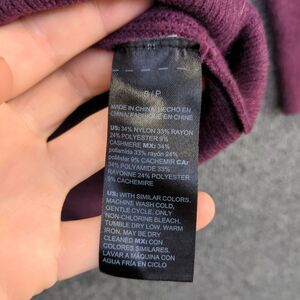 S/P
MADE IN CHINA/HECHO EN
CHINA/FABRIQUÉ EN CHINE
US: 34% NYLON 33% RAYON
24% POLYESTER 9%
CASHMERE MX: 34%
poliamida 33% rayón 24%
poliéster 9% CACHEMIR CA:
34% POLYAMIDE 33%
RAYONNE 24% POLYESTER
9% CACHEMIRE
US: WITH SIMILAR COLORS.
MACHINE WASH COLD,
GENTLE CYCLE. ONLY
NON-CHLORINE BLEACH.
TUMBLE DRY LOW. WARM
IRON, MAY BE DRY
CLEANED MX: CON
COLORES SIMILARES.
LAVAR A MAQUINA CON
AGUA FRIA EN CICLO